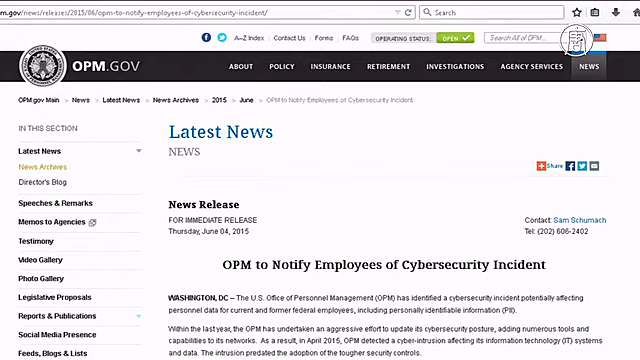 m.gov/news/releases/2015/06/opm-to-notify-employees-of-cybersecurity-incident/
Search
A–Z Index Contact Us Forms FAQs OPERATING STATUS: OPEN Search All of OPM...
OPM.GOV
ABOUT POLICY INSURANCE RETIREMENT INVESTIGATIONS AGENCY SERVICES NEWS
OPM.gov Main > News > Latest News > News Archives > 2015 > June > OPM to Notify Employees of Cybersecurity Incident
IN THIS SECTION
Latest News
News Archives
Director's Blog
Speeches & Remarks
Memos to Agencies
Testimony
Video Gallery
Photo Gallery
Legislative Proposals
Reports & Publications
Social Media Presence
Feeds, Blogs & Lists
Latest News
NEWS
Share
News Release
FOR IMMEDIATE RELEASE
Thursday, June 04, 2015
Contact: Sam Schumach
Tel: (202) 606-2402
OPM to Notify Employees of Cybersecurity Incident
WASHINGTON, DC – The U.S. Office of Personnel Management (OPM) has identified a cybersecurity incident potentially affecting
personnel data for current and former federal employees, including personally identifiable information (PII).
Within the last year, the OPM has undertaken an aggressive effort to update its cybersecurity posture, adding numerous tools and
capabilities to its networks. As a result, in April 2015, OPM detected a cyber-intrusion affecting its information technology (IT) systems
and data. The intrusion predated the adoption of the tougher security controls.